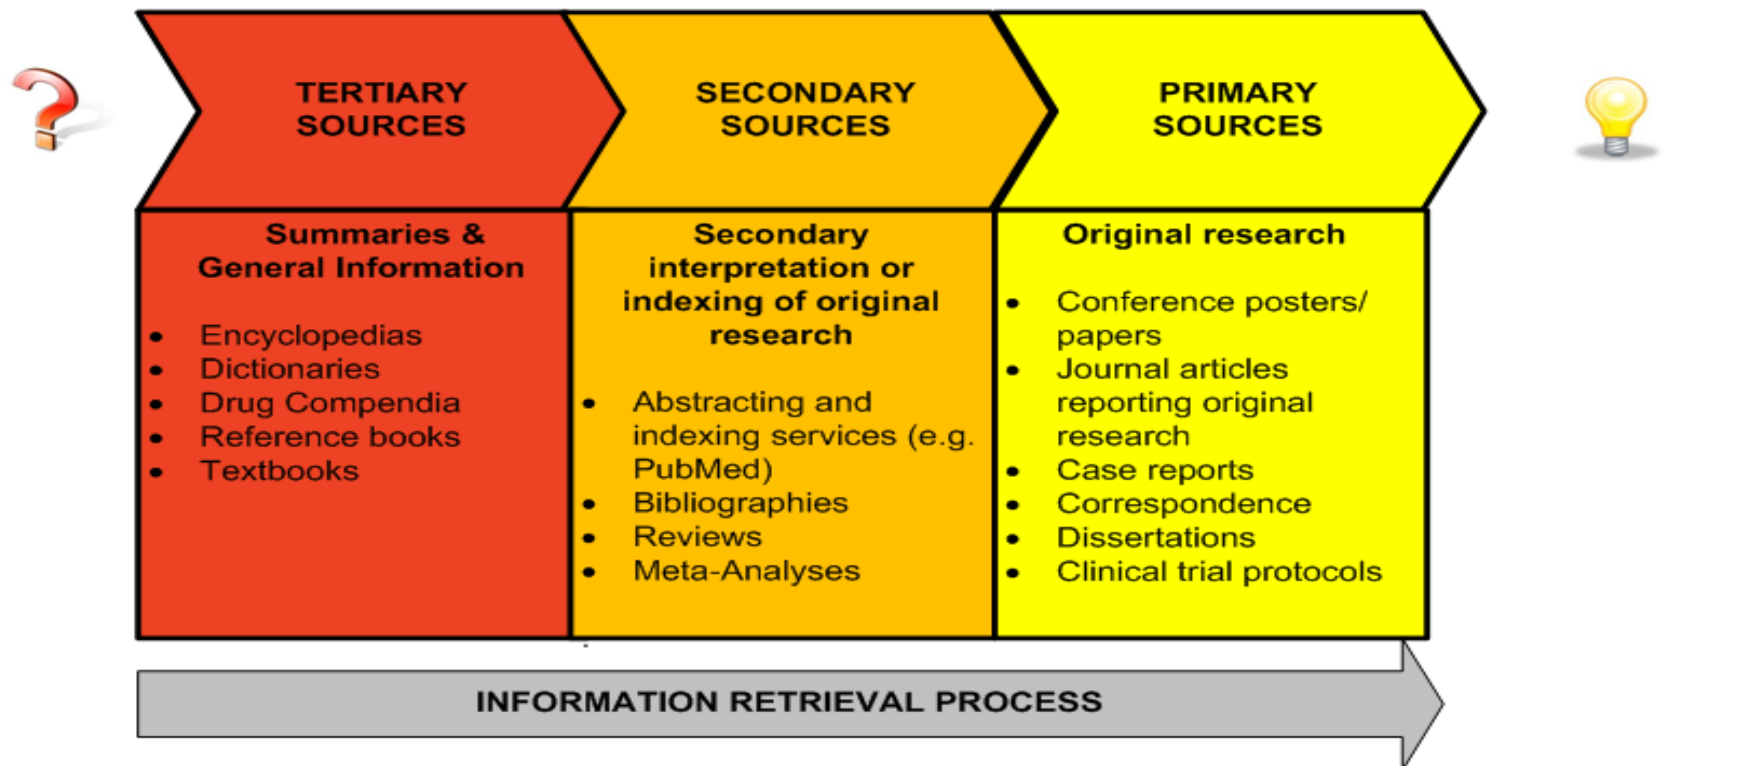 TERTIARY
SOURCES
SECONDARY
SOURCES
PRIMARY
SOURCES
Summaries &
General Information
• Encyclopedias
• Dictionaries
• Drug Compendia
• Reference books
• Textbooks
Secondary
interpretation or
indexing of original
research
• Abstracting and
indexing services (e.g.
PubMed)
• Bibliographies
• Reviews
• Meta-Analyses
Original research
• Conference posters/
papers
• Journal articles
reporting original
research
• Case reports
• Correspondence
• Dissertations
• Clinical trial protocols
INFORMATION RETRIEVAL PROCESS